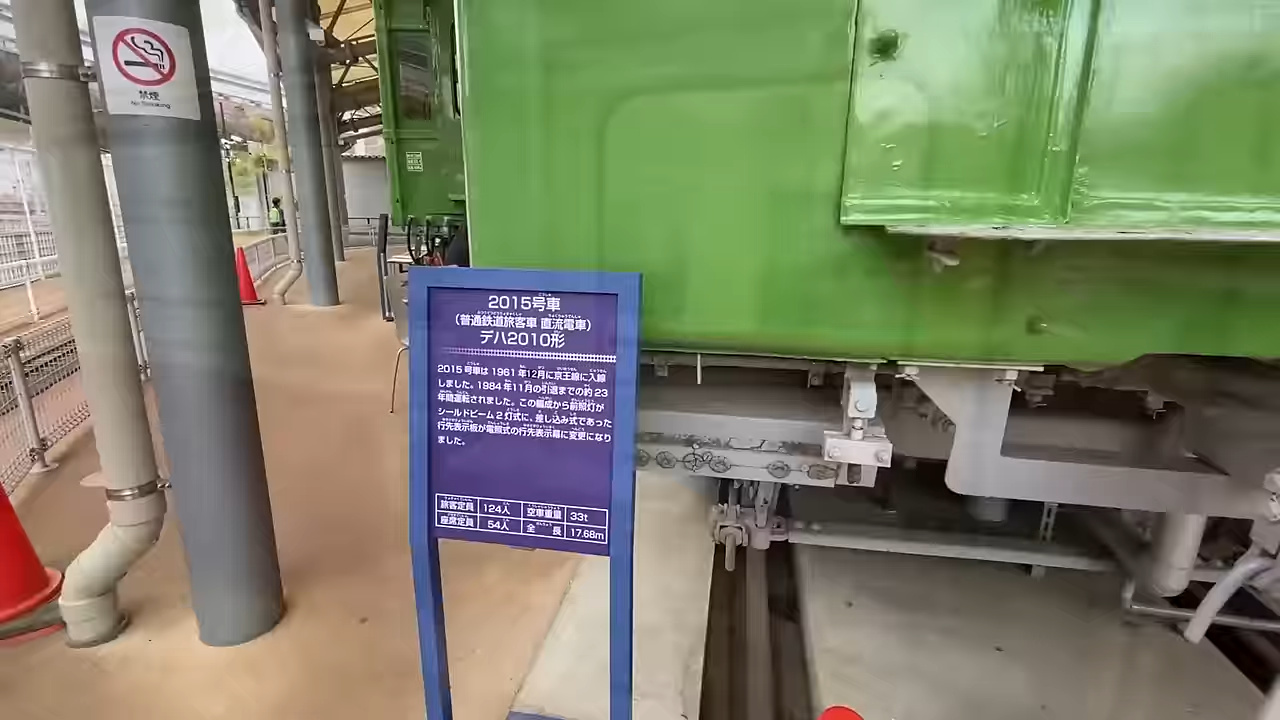 禁煙
No Smoking
2015号車
(普通鉄道旅客車 直流電車)
デハ2010形
2015号車は1961年12月に京王線に入線
しました。1984年11月の引退までの約23
年間運転されました。この編成から前照灯が
シールドビーム2灯式に、差し込み式であった
行先表示板が電照式の行先表示幕に変更になり
ました。
旅客定員 124人 空車重量 33t
座席定員 54人 全 長 17.68m